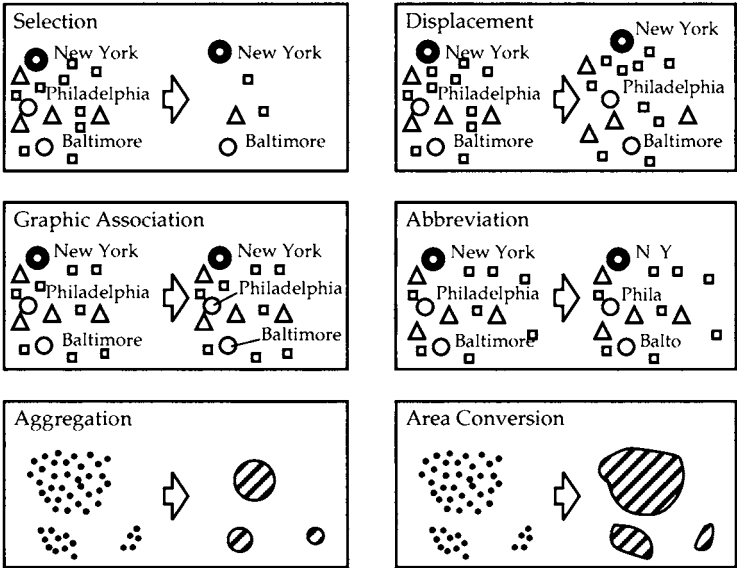 Selection
New York
Philadelphia
Baltimore
New York
Baltimore
Displacement
New York
Philadelphia
Baltimore
New York
Philadelphia
Baltimore
Graphic Association
New York
Philadelphia
Baltimore
New York
Philadelphia
Baltimore
Abbreviation
New York
Philadelphia
Baltimore
N Y
Phila
Balto
Aggregation
Area Conversion